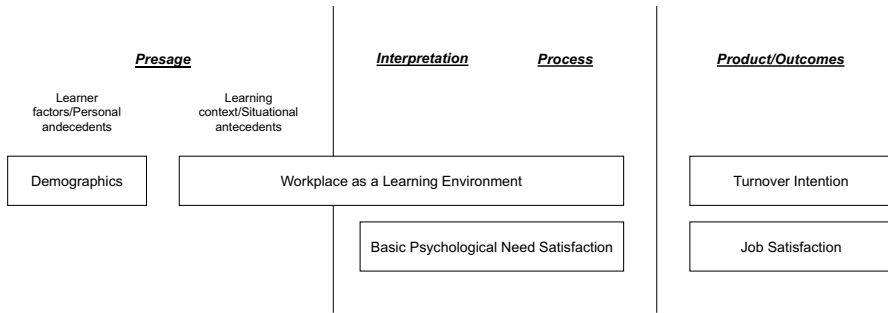 Presage
Interpretation
Process
Product/Outcomes
Learner
factors/Personal
andecedents
Learning
context/Situational
antecedents
Demographics
Workplace as a Learning Environment
Turnover Intention
Basic Psychological Need Satisfaction
Job Satisfaction